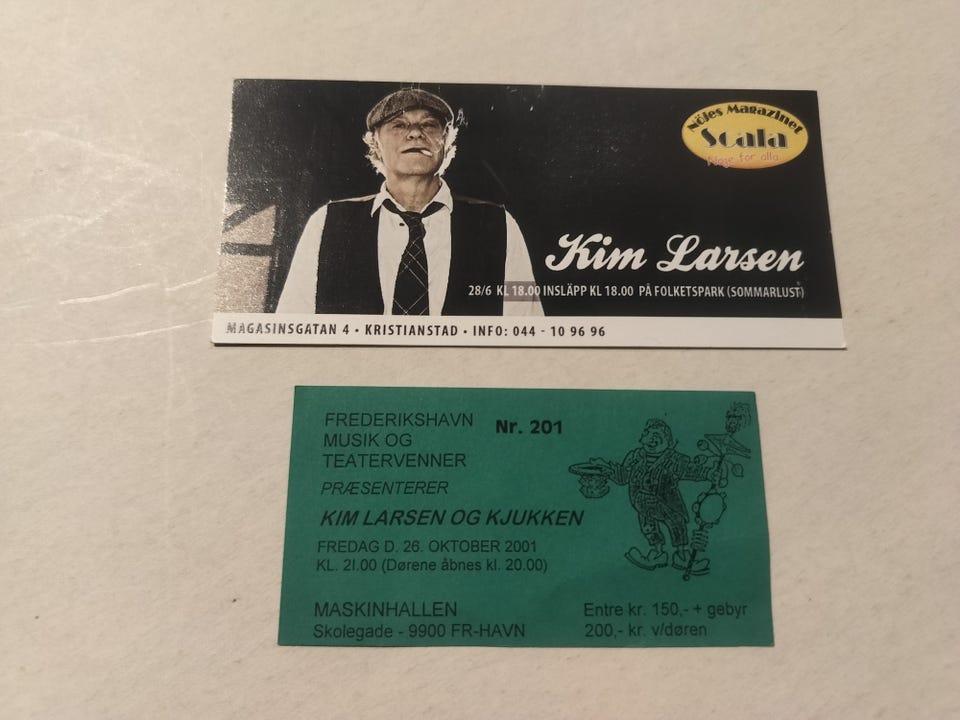 Nöjes Magazinet
Scala
Nöje för alla
Kim Larsen
28/6 KL 18.00 INSLÄPP KL 18.00 PÅ FOLKETSPARK (SOMMARLUST)
MAGASINSGATAN 4 • KRISTIANSTAD • INFO: 044 - 10 96 96
FREDERIKSHAVN
MUSIK OG
TEATERVENNER
Nr. 201
PRÆSENTERER
KIM LARSEN OG KJUKKEN
FREDAG D. 26. OKTOBER 2001
KL. 21.00 (Dørene åbnes kl. 20.00)
MASKINHALLEN
Skolegade - 9900 FR-HAVN
Entre kr. 150,- + gebyr
200,- kr. v/døren